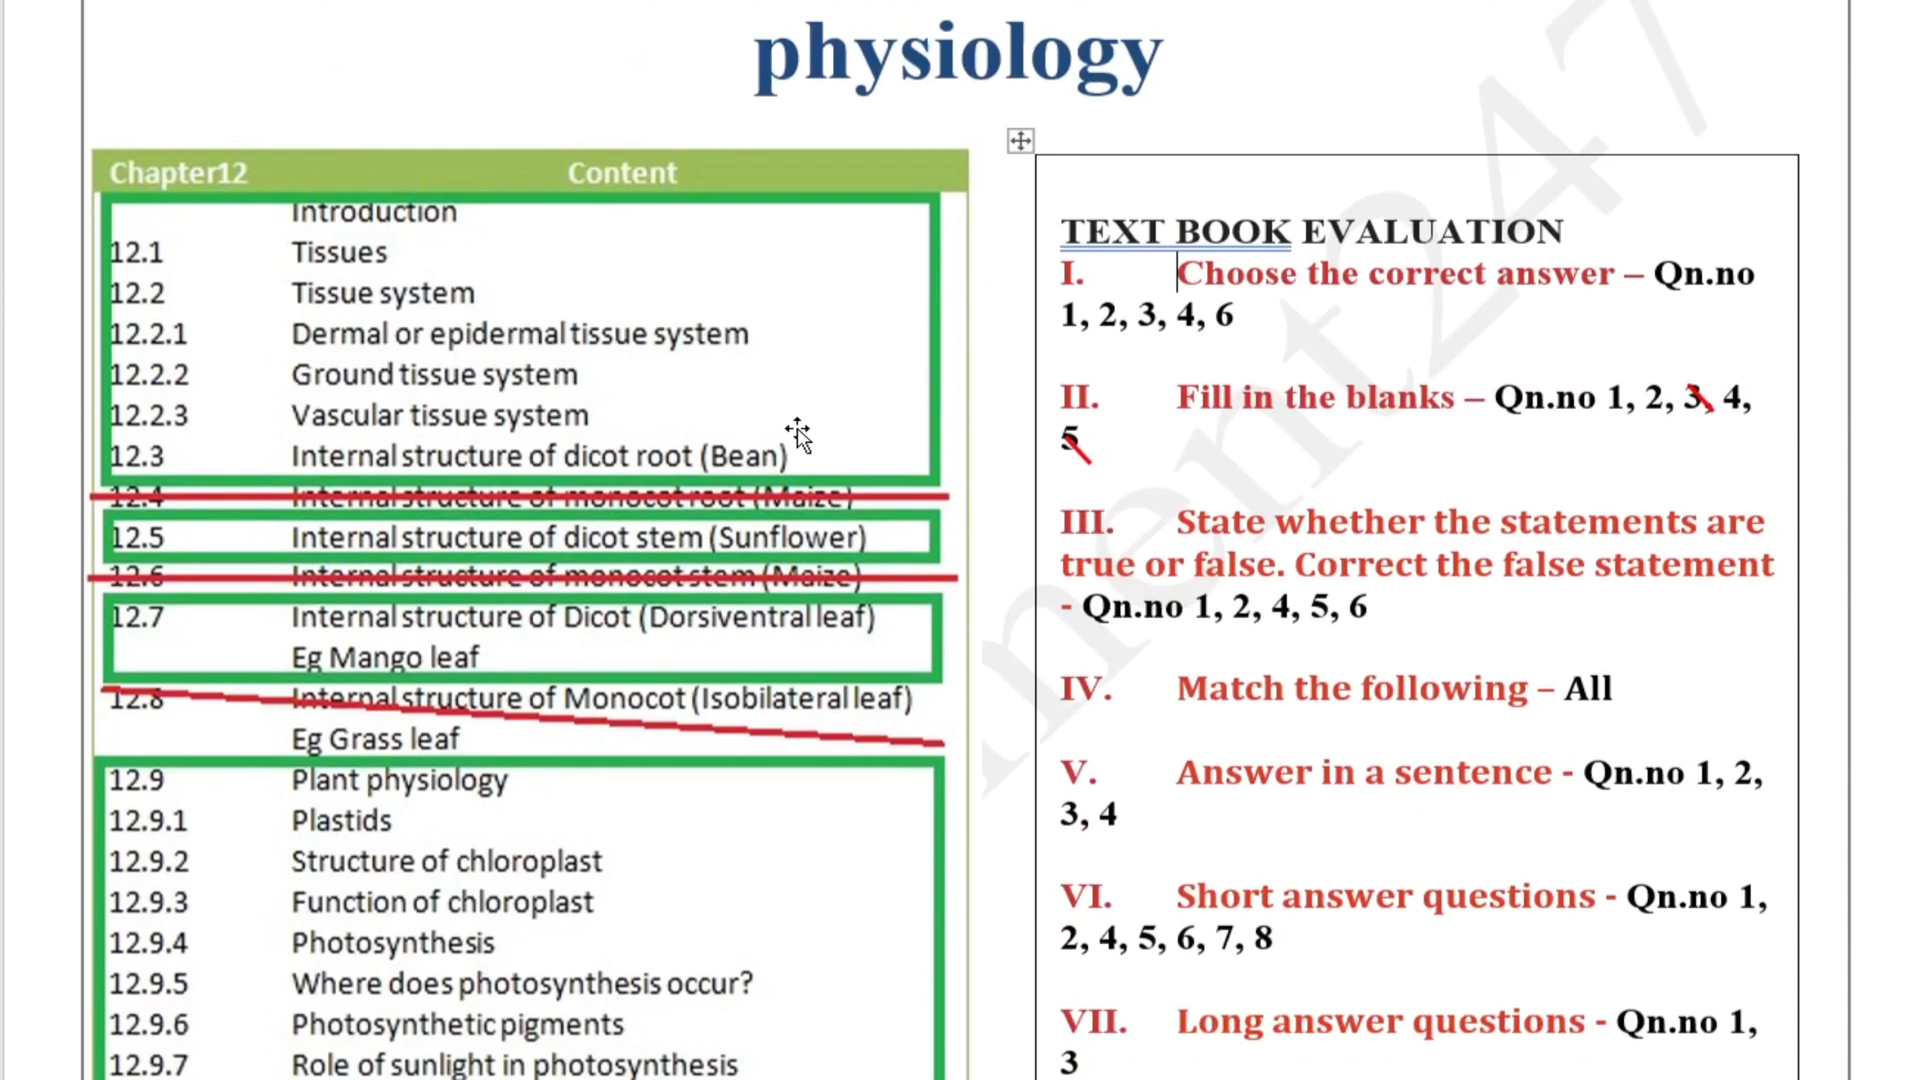 physiology
Chapter12 Content
Introduction
12.1 Tissues
12.2 Tissue system
12.2.1 Dermal or epidermal tissue system
12.2.2 Ground tissue system
12.2.3 Vascular tissue system
12.3 Internal structure of dicot root (Bean)
12.4 Internal structure of monocot root (Maize)
12.5 Internal structure of dicot stem (Sunflower)
12.6 Internal structure of monocot stem (Maize)
12.7 Internal structure of Dicot (Dorsiventral leaf)
Eg Mango leaf
12.8 Internal structure of Monocot (Isobilateral leaf)
Eg Grass leaf
12.9 Plant physiology
12.9.1 Plastids
12.9.2 Structure of chloroplast
12.9.3 Function of chloroplast
12.9.4 Photosynthesis
12.9.5 Where does photosynthesis occur?
12.9.6 Photosynthetic pigments
12.9.7 Role of sunlight in photosynthesis
TEXT BOOK EVALUATION
I. Choose the correct answer – Qn.no
1, 2, 3, 4, 6
II. Fill in the blanks – Qn.no 1, 2, 3, 4,
5
III. State whether the statements are
true or false. Correct the false statement
- Qn.no 1, 2, 4, 5, 6
IV. Match the following – All
V. Answer in a sentence - Qn.no 1, 2,
3, 4
VI. Short answer questions - Qn.no 1,
2, 4, 5, 6, 7, 8
VII. Long answer questions - Qn.no 1,
3